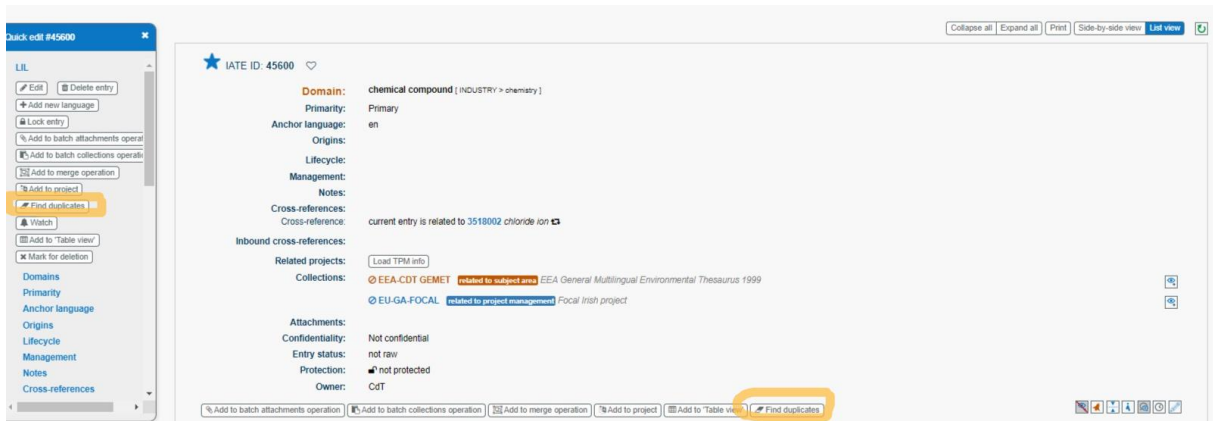 Collapse all Expand all Print Side-by-side view List view
Quick edit #45600
LIL
Edit Delete entry
Add new language
Lock entry
Add to batch attachments operat
Add to batch collections operati
Add to merge operation
Add to project
Find duplicates
Watch
Add to 'Table view'
Mark for deletion
Domains
Primarity
Anchor language
Origins
Lifecycle
Management
Notes
Cross-references
IATE ID: 45600
Domain: chemical compound [ INDUSTRY > chemistry ]
Primarity: Primary
Anchor language: en
Origins:
Lifecycle:
Management:
Notes:
Cross-references:
Cross-reference: current entry is related to 3518002 chloride ion
Inbound cross-references:
Related projects: Load TPM info
Collections: EEA-CDT GEMET related to subject area EEA General Multilingual Environmental Thesaurus 1999
EU-GA-FOCAL related to project management Focal Irish project
Attachments:
Confidentiality: Not confidential
Entry status: not raw
Protection: not protected
Owner: CdT
Add to batch attachments operation Add to batch collections operation Add to merge operation Add to project Add to 'Table view' Find duplicates